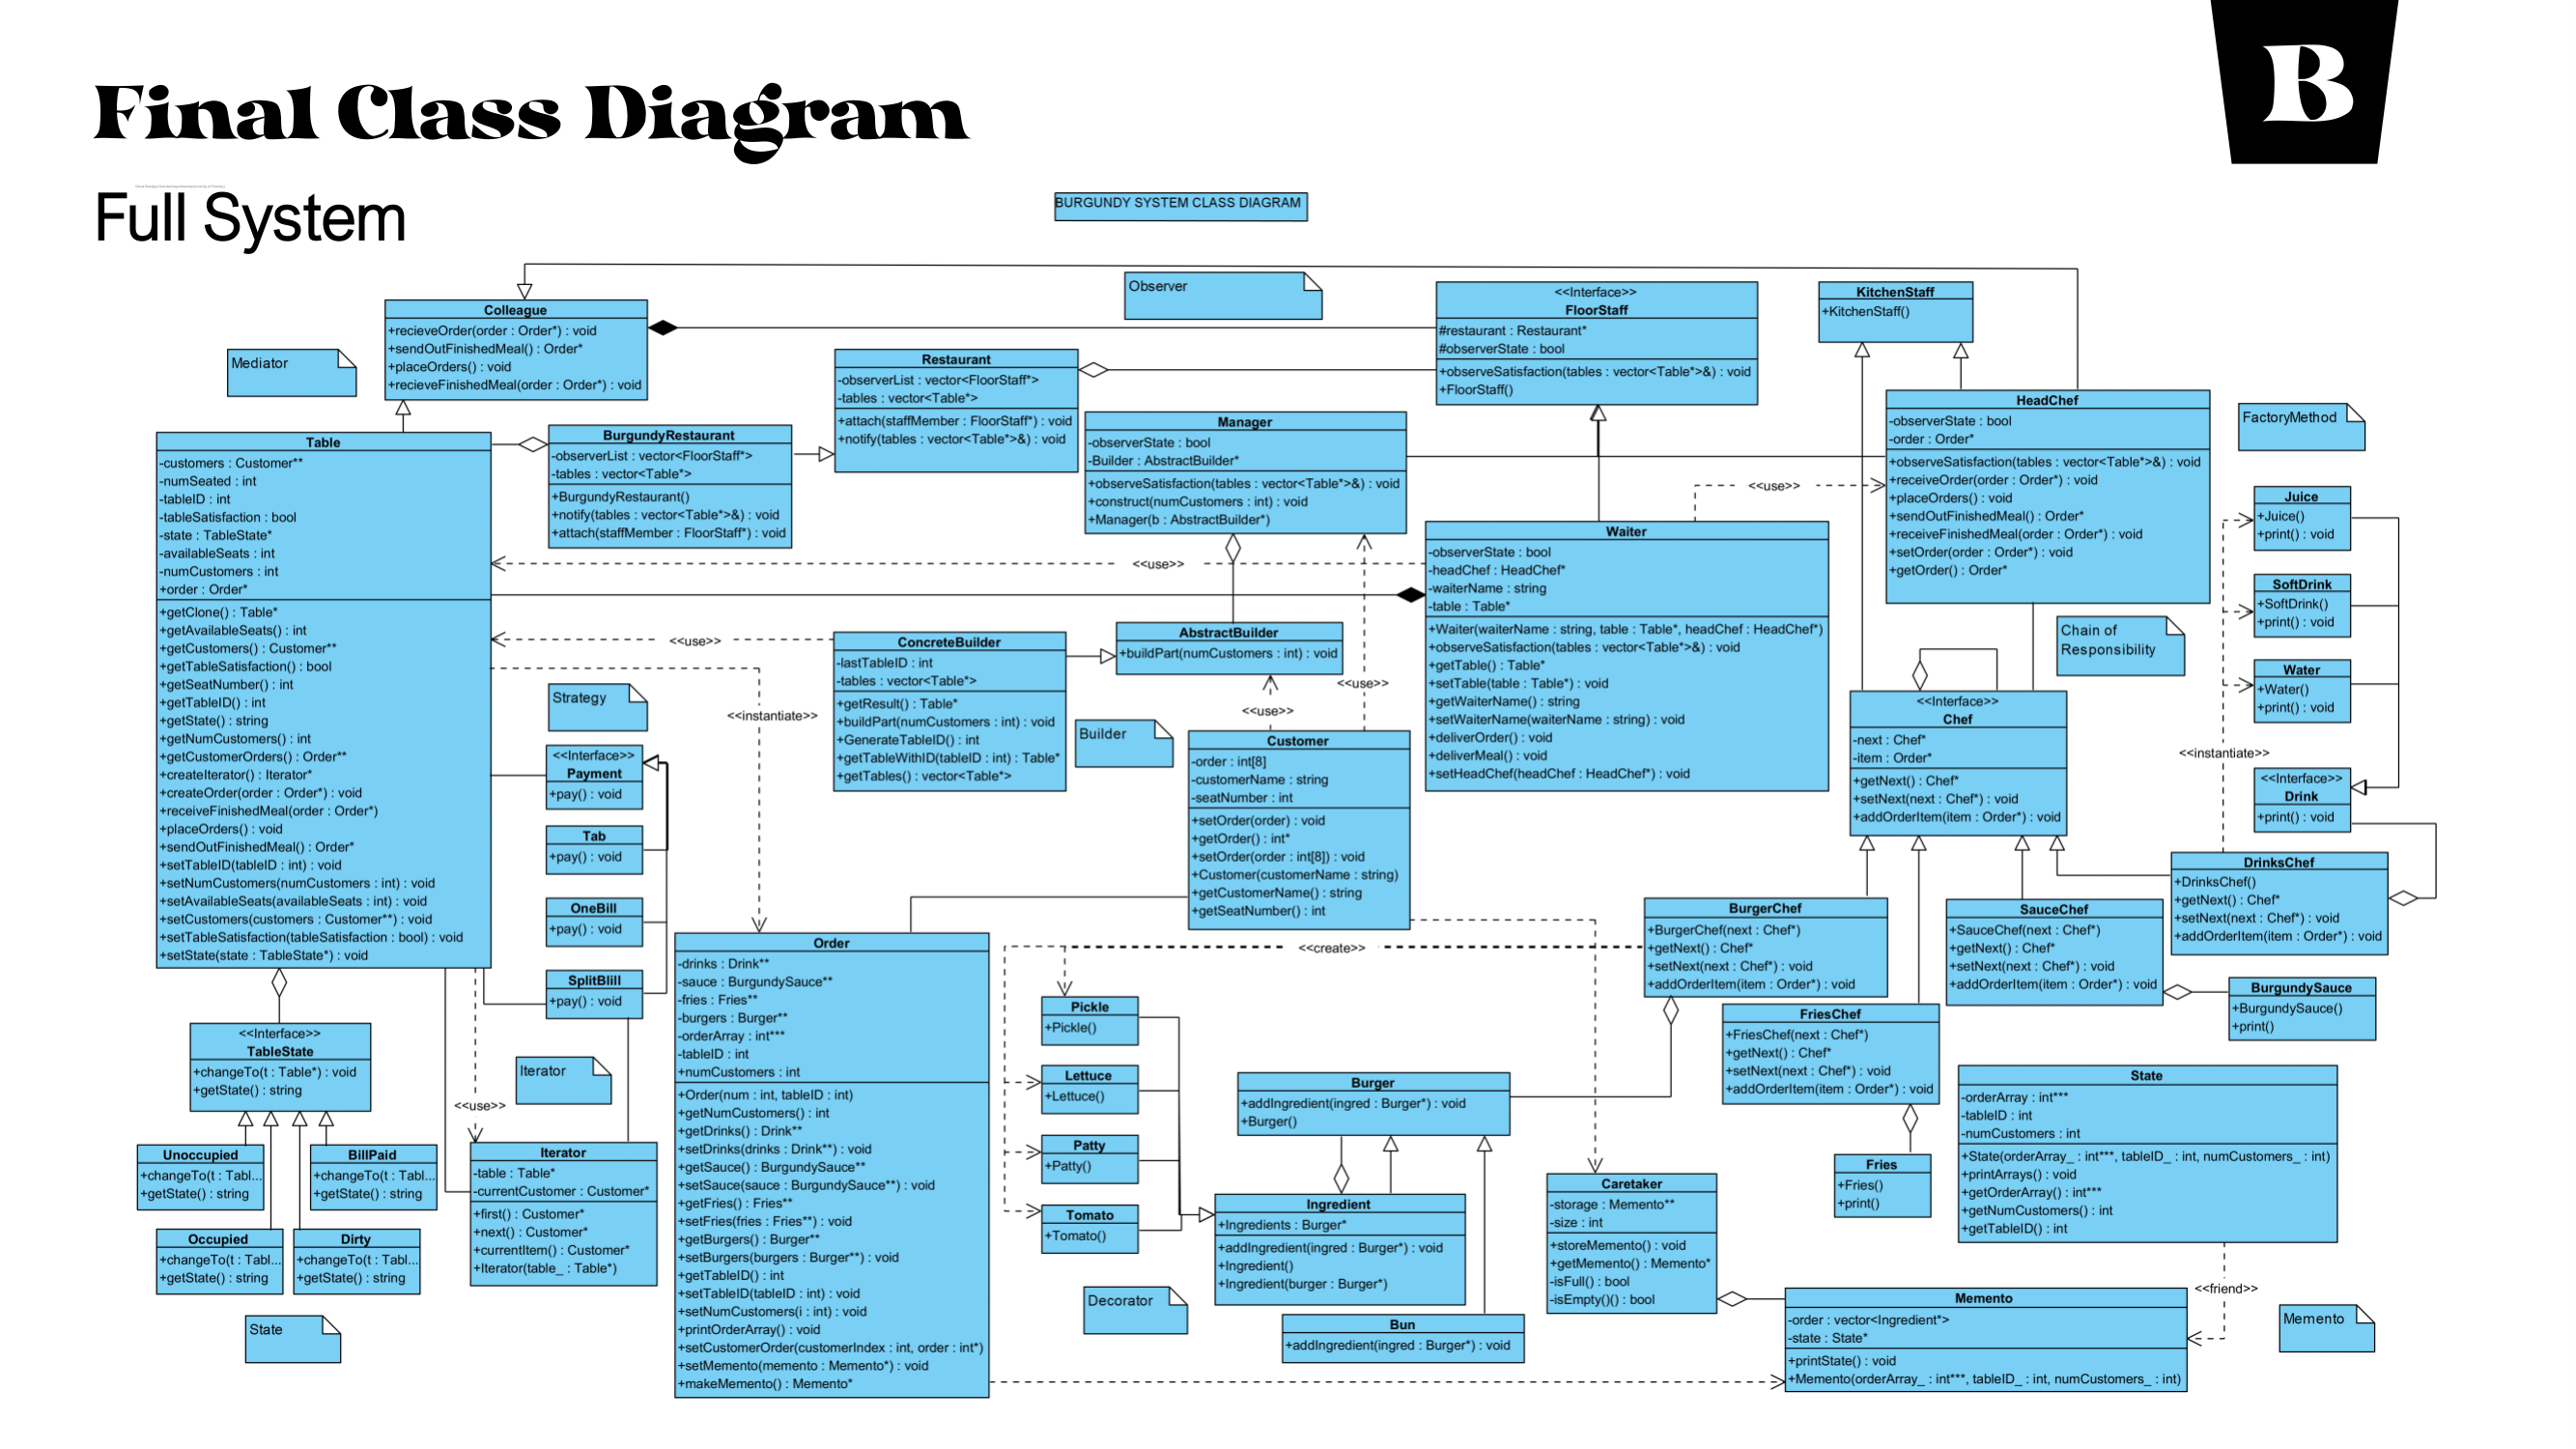 Final Class Diagram
B
Full System
BURGUNDY SYSTEM CLASS DIAGRAM
Mediator
Colleague
+recieveOrder(order : Order*) : void
+sendOutFinishedMeal() : Order*
+placeOrders() : void
+recieveFinishedMeal(order : Order*) : void
Observer
Restaurant
-observerList : vector<FloorStaff*>
-tables : vector<Table*>
+attach(staffMember : FloorStaff*) : void
+notify(tables : vector<Table*>&) : void
<<Interface>>
FloorStaff
#restaurant : Restaurant*
#observerState : bool
+observeSatisfaction(tables : vector<Table*>&) : void
+FloorStaff()
KitchenStaff
+KitchenStaff()
Table
-customers : Customer**
-numSeated : int
-tableID : int
-tableSatisfaction : bool
-state : TableState*
-availableSeats : int
-numCustomers : int
+order : Order*
+getClone() : Table*
+getAvailableSeats() : int
+getCustomers() : Customer**
+getTableSatisfaction() : bool
+getSeatNumber() : int
+getTableID() : int
+getState() : string
+getNumCustomers() : int
+getCustomerOrders() : Order**
+createIterator() : Iterator*
+createOrder(order : Order*) : void
+receiveFinishedMeal(order : Order*)
+placeOrders() : void
+sendOutFinishedMeal() : Order*
+setTableID(tableID : int) : void
+setNumCustomers(numCustomers : int) : void
+setAvailableSeats(availableSeats : int) : void
+setCustomers(customers : Customer**) : void
+setTableSatisfaction(tableSatisfaction : bool) : void
+setState(state : TableState*) : void
BurgundyRestaurant
-observerList : vector<FloorStaff*>
-tables : vector<Table*>
+BurgundyRestaurant()
+notify(tables : vector<Table*>&) : void
+attach(staffMember : FloorStaff*) : void
Manager
-observerState : bool
-Builder : AbstractBuilder*
+observeSatisfaction(tables : vector<Table*>&) : void
+construct(numCustomers : int) : void
+Manager(b : AbstractBuilder*)
HeadChef
-observerState : bool
-order : Order*
+observeSatisfaction(tables : vector<Table*>&) : void
+receiveOrder(order : Order*) : void
+placeOrders() : void
+sendOutFinishedMeal() : Order*
+receiveFinishedMeal(order : Order*) : void
+setOrder(order : Order*) : void
+getOrder() : Order*
FactoryMethod
<<use>>
Waiter
-observerState : bool
-headChef : HeadChef*
-waiterName : string
-table : Table*
+Waiter(waiterName : string, table : Table*, headChef : HeadChef*)
+observeSatisfaction(tables : vector<Table*>&) : void
+getTable() : Table*
+setTable(table : Table*) : void
+getWaiterName() : string
+setWaiterName(waiterName : string) : void
+deliverOrder() : void
+deliverMeal() : void
+setHeadChef(headChef : HeadChef*) : void
Juice
+Juice()
+print() : void
SoftDrink
+SoftDrink()
+print() : void
Water
+Water()
+print() : void
<<instantiate>>
<<Interface>>
Drink
+print() : void
Chain of
Responsibility
<<use>>
<<use>>
ConcreteBuilder
-lastTableID : int
-tables : vector<Table*>
+getResult() : Table*
+buildPart(numCustomers : int) : void
+GenerateTableID() : int
+getTableWithID(tableID : int) : Table*
+getTables() : vector<Table*>
AbstractBuilder
+buildPart(numCustomers : int) : void
<<use>>
<<use>>
Builder
Strategy
<<instantiate>>
<<Interface>>
Payment
+pay() : void
Tab
+pay() : void
OneBill
+pay() : void
SplitBlill
+pay() : void
Customer
-order : int[8]
-customerName : string
-seatNumber : int
+setOrder(order) : void
+getOrder() : int*
+setOrder(order : int[8]) : void
+Customer(customerName : string)
+getCustomerName() : string
+getSeatNumber() : int
<<Interface>>
Chef
-next : Chef*
-item : Order*
+getNext() : Chef*
+setNext(next : Chef*) : void
+addOrderItem(item : Order*) : void
DrinksChef
+DrinksChef()
+getNext() : Chef*
+setNext(next : Chef*) : void
+addOrderItem(item : Order*) : void
BurgerChef
+BurgerChef(next : Chef*)
+getNext() : Chef*
+setNext(next : Chef*) : void
+addOrderItem(item : Order*) : void
SauceChef
+SauceChef(next : Chef*)
+getNext() : Chef*
+setNext(next : Chef*) : void
+addOrderItem(item : Order*) : void
BurgundySauce
+BurgundySauce()
+print()
FriesChef
+FriesChef(next : Chef*)
+getNext() : Chef*
+setNext(next : Chef*) : void
+addOrderItem(item : Order*) : void
Fries
+Fries()
+print()
<<create>>
Order
-drinks : Drink**
-sauce : BurgundySauce**
-fries : Fries**
-burgers : Burger**
-orderArray : int***
-tableID : int
+numCustomers : int
+Order(num : int, tableID : int)
+getNumCustomers() : int
+getDrinks() : Drink**
+setDrinks(drinks : Drink**) : void
+getSauce() : BurgundySauce**
+setSauce(sauce : BurgundySauce**) : void
+getFries() : Fries**
+setFries(fries : Fries**) : void
+getBurgers() : Burger**
+setBurgers(burgers : Burger**) : void
+getTableID() : int
+setTableID(tableID : int) : void
+setNumCustomers(i : int) : void
+printOrderArray() : void
+setCustomerOrder(customerIndex : int, order : int*)
+setMemento(memento : Memento*) : void
+makeMemento() : Memento*
Pickle
+Pickle()
Lettuce
+Lettuce()
Patty
+Patty()
Tomato
+Tomato()
Decorator
Burger
+addIngredient(ingred : Burger*) : void
+Burger()
Ingredient
+Ingredients : Burger*
+addIngredient(ingred : Burger*) : void
+Ingredient()
+Ingredient(burger : Burger*)
Bun
+addIngredient(ingred : Burger*) : void
Caretaker
-storage : Memento**
-size : int
+storeMemento() : void
+getMemento() : Memento*
-isFull() : bool
-isEmpty()() : bool
State
-orderArray : int***
-tableID : int
-numCustomers : int
+State(orderArray_ : int***, tableID_ : int, numCustomers_ : int)
+printArrays() : void
+getOrderArray() : int***
+getNumCustomers() : int
+getTableID() : int
<<friend>>
Memento
-order : vector<Ingredient*>
-state : State*
+printState() : void
+Memento(orderArray_ : int***, tableID_ : int, numCustomers_ : int)
Memento
<<Interface>>
TableState
+changeTo(t : Table*) : void
+getState() : string
Iterator
<<use>>
Unoccupied
+changeTo(t : Tabl...
+getState() : string
BillPaid
+changeTo(t : Tabl...
+getState() : string
Occupied
+changeTo(t : Tabl...
+getState() : string
Dirty
+changeTo(t : Tabl...
+getState() : string
State
Iterator
-table : Table*
-currentCustomer : Customer*
+first() : Customer*
+next() : Customer*
+currentItem() : Customer*
+Iterator(table_ : Table*)